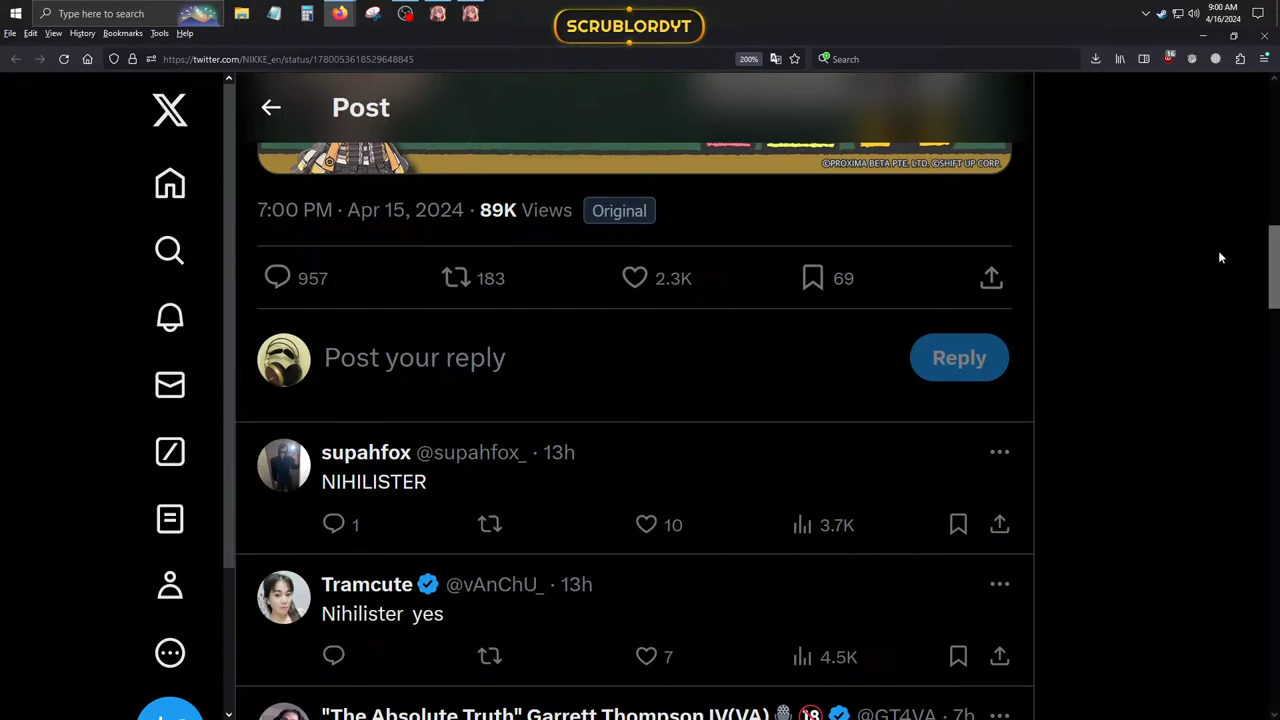 Type here to search
SCRUBLORDYT
9:00 AM
4/16/2024
File Edit View History Bookmarks Tools Help
https://twitter.com/NIKKE_en/status/1780053618529648845
200%
Search
16
Post
©PROXIMA BETA PTE. LTD. ©SHIFT UP CORP.
7:00 PM · Apr 15, 2024 · 89K Views Original
957 183 2.3K 69
Post your reply
Reply
supahfox @supahfox_ · 13h
NIHILISTER
1 10 3.7K
Tramcute @vAnChU_ · 13h
Nihilister yes
7 4.5K
"The Absolute Truth" Garrett Thompson IV(VA) 🎙🔞 @GT4VA · 7h